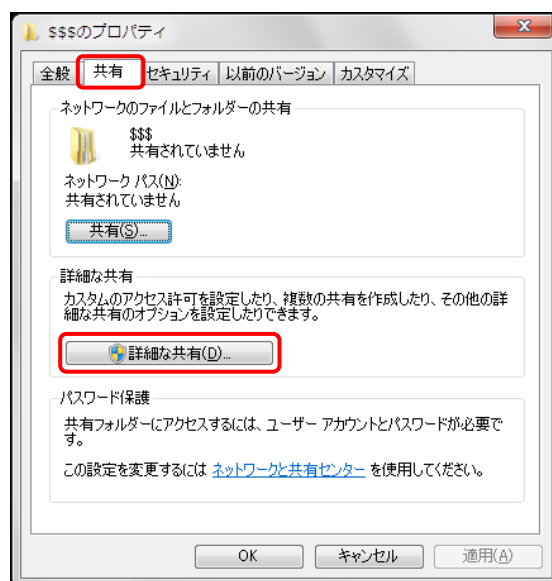 $$$のプロパティ
全般 共有 セキュリティ 以前のバージョン カスタマイズ
ネットワークのファイルとフォルダーの共有
$$$
共有されていません
ネットワーク パス(N):
共有されていません
共有(S)...
詳細な共有
カスタムのアクセス許可を設定したり、複数の共有を作成したり、その他の詳
細な共有のオプションを設定したりできます。
詳細な共有(D)...
パスワード保護
共有フォルダーにアクセスするには、ユーザー アカウントとパスワードが必要で
す。
この設定を変更するには ネットワークと共有センター を使用してください。
OK キャンセル 適用(A)